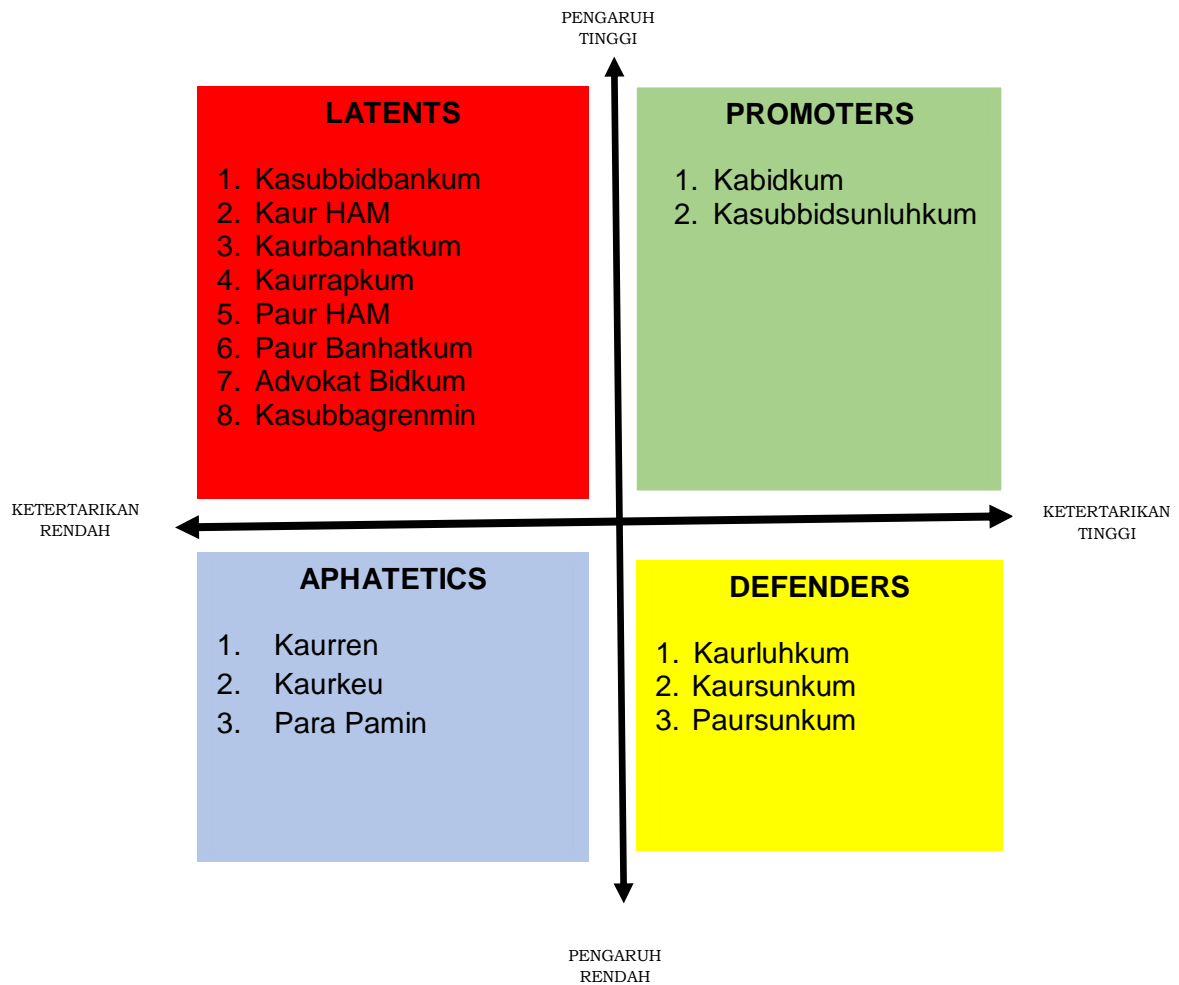 PENGARUH
TINGGI
LATENTS
1. Kasubbidbankum
2. Kaur HAM
3. Kaurbanhatkum
4. Kaurrapkum
5. Paur HAM
6. Paur Banhatkum
7. Advokat Bidkum
8. Kasubbagrenmin
PROMOTERS
1. Kabidkum
2. Kasubbidsunluhkum
KETERTARIKAN
RENDAH
KETERTARIKAN
TINGGI
APHATETICS
1. Kaurren
2. Kaurkeu
3. Para Pamin
DEFENDERS
1. Kaurluhkum
2. Kaursunkum
3. Paursunkum
PENGARUH
RENDAH